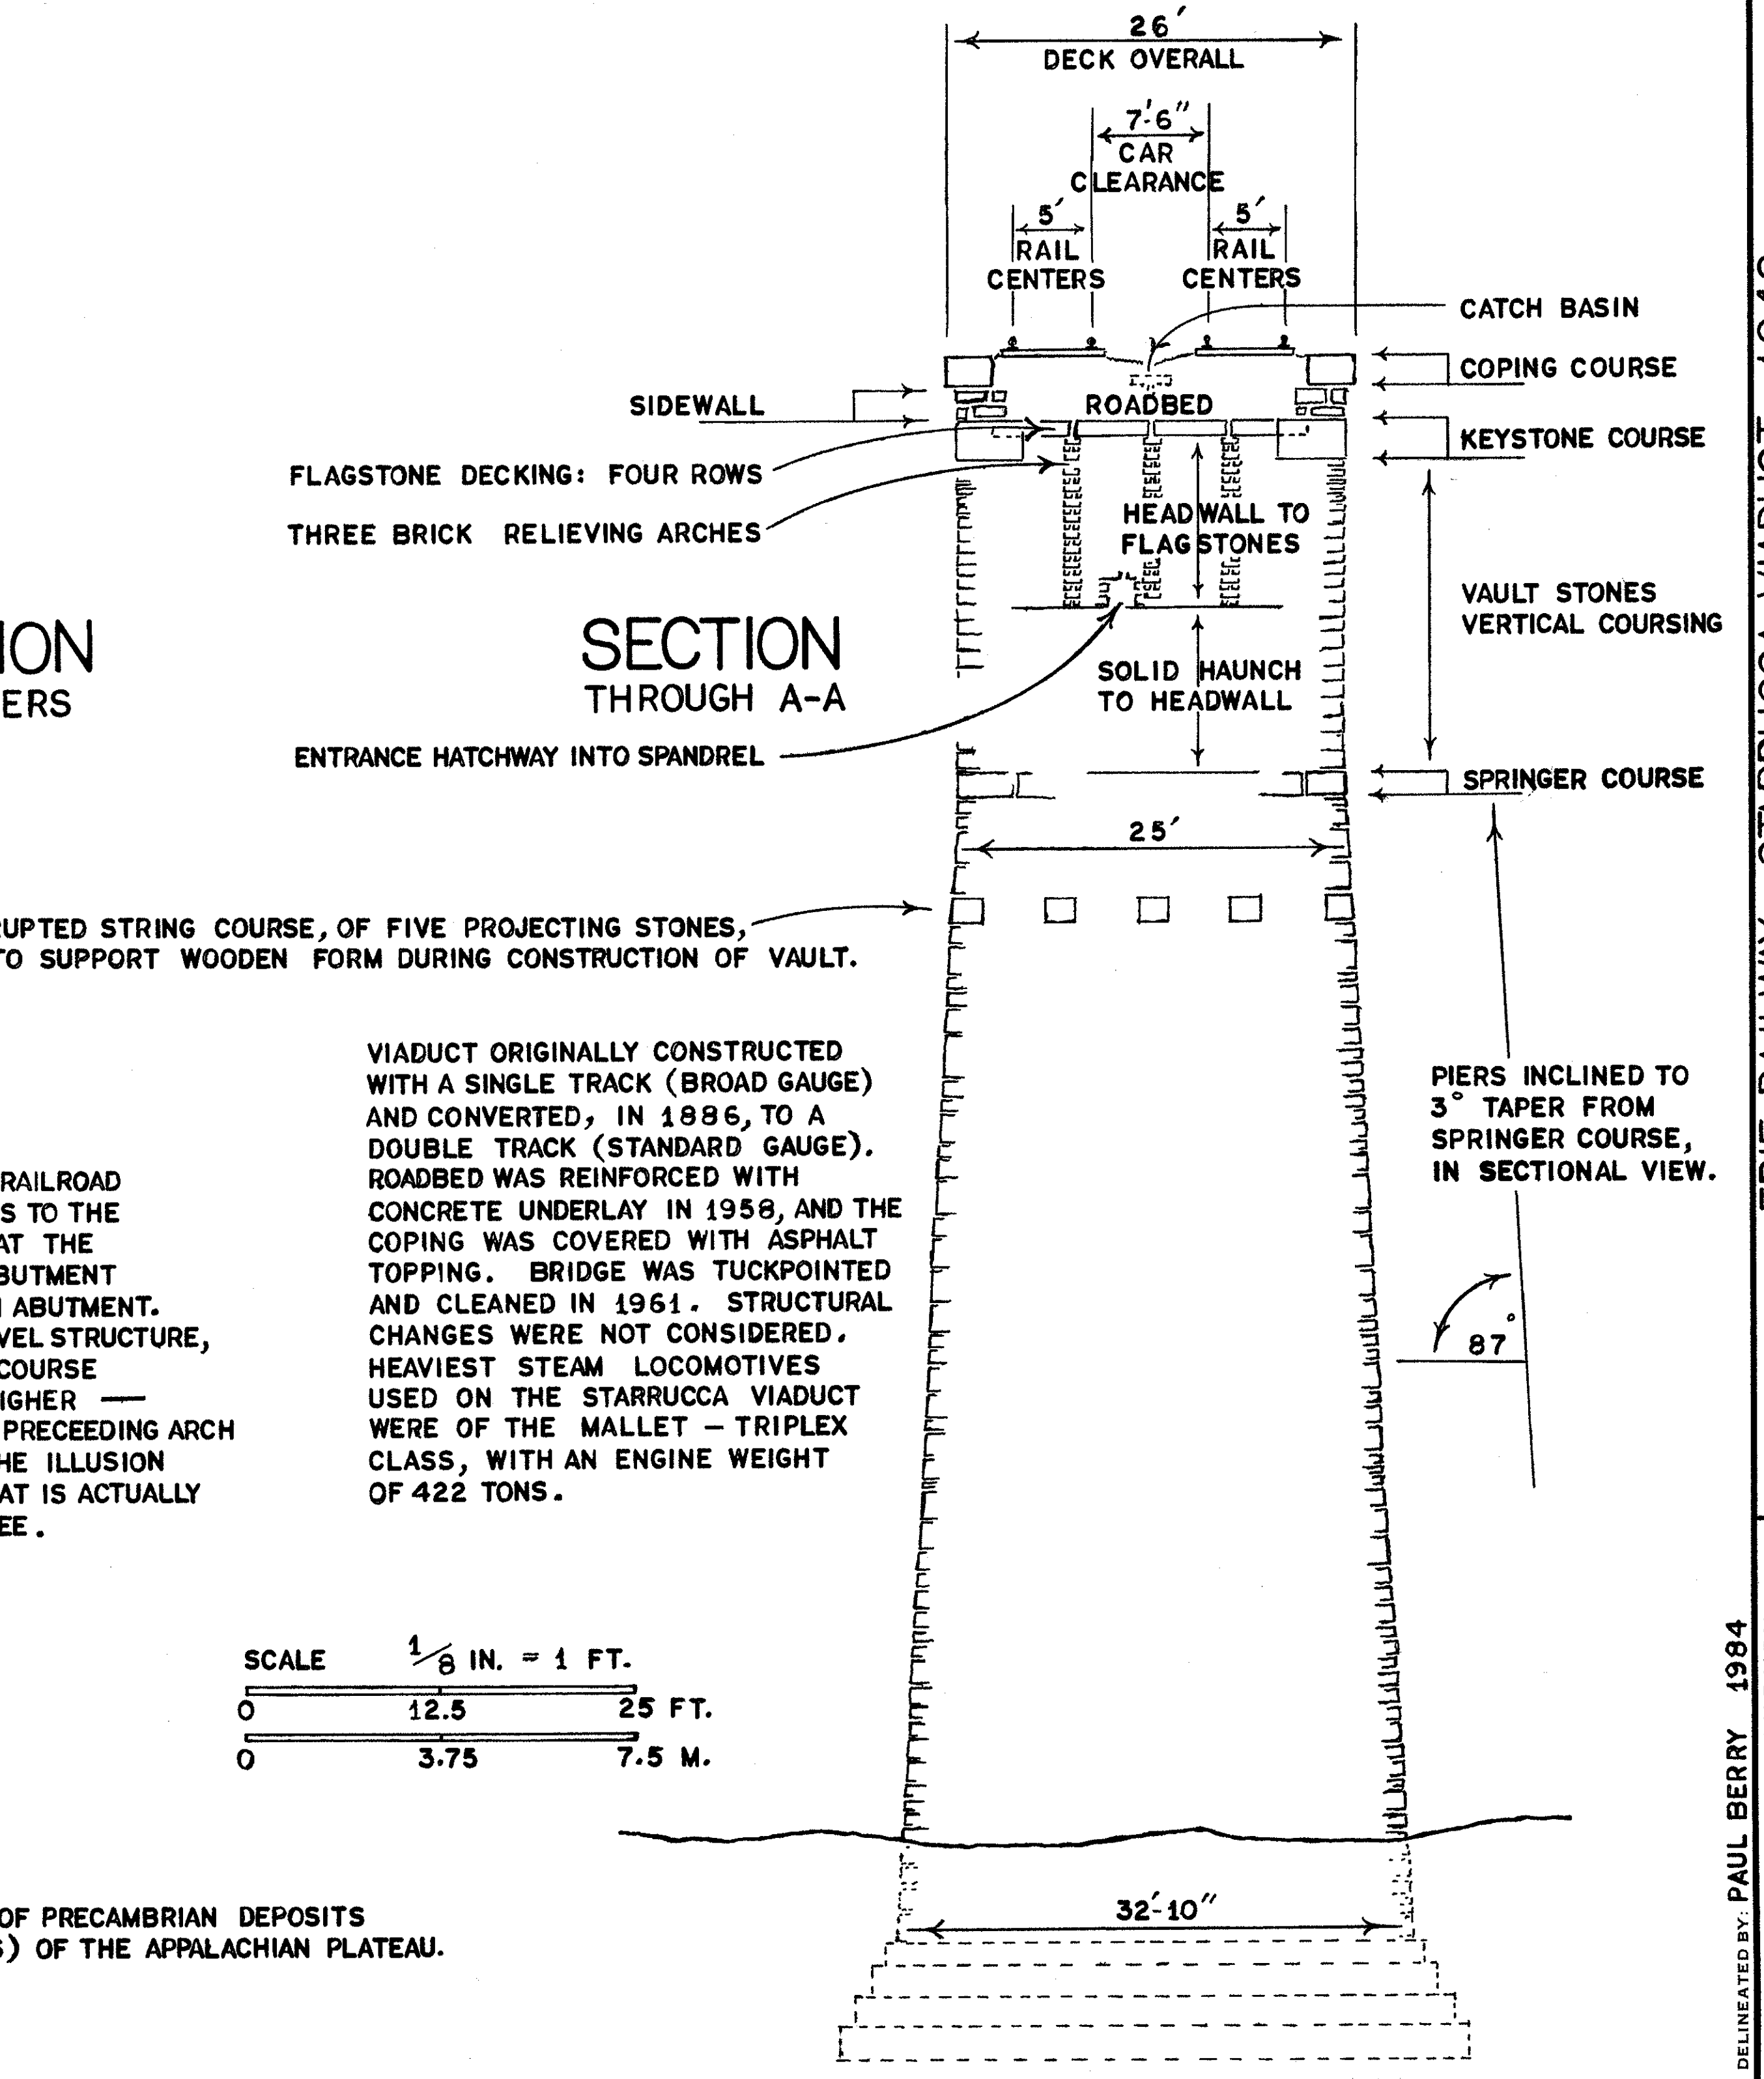 26′
DECK OVERALL
7′-6″
CAR
CLEARANCE
5′
RAIL
CENTERS
5′
RAIL
CENTERS
CATCH BASIN
COPING COURSE
SIDEWALL
ROADBED
KEYSTONE COURSE
FLAGSTONE DECKING: FOUR ROWS
THREE BRICK RELIEVING ARCHES
HEADWALL TO
FLAGSTONES
VAULT STONES
VERTICAL COURSING
ION
ERS
SECTION
THROUGH A-A
SOLID HAUNCH
TO HEADWALL
ENTRANCE HATCHWAY INTO SPANDREL
SPRINGER COURSE
25′
RUPTED STRING COURSE, OF FIVE PROJECTING STONES,
TO SUPPORT WOODEN FORM DURING CONSTRUCTION OF VAULT.
VIADUCT ORIGINALLY CONSTRUCTED
WITH A SINGLE TRACK (BROAD GAUGE)
AND CONVERTED, IN 1886, TO A
DOUBLE TRACK (STANDARD GAUGE).
ROADBED WAS REINFORCED WITH
CONCRETE UNDERLAY IN 1958, AND THE
COPING WAS COVERED WITH ASPHALT
TOPPING. BRIDGE WAS TUCKPOINTED
AND CLEANED IN 1961. STRUCTURAL
CHANGES WERE NOT CONSIDERED.
HEAVIEST STEAM LOCOMOTIVES
USED ON THE STARRUCCA VIADUCT
WERE OF THE MALLET – TRIPLEX
CLASS, WITH AN ENGINE WEIGHT
OF 422 TONS.
RAILROAD
S TO THE
AT THE
BUTMENT
ABUTMENT.
VEL STRUCTURE,
COURSE
IGHER —
PRECEEDING ARCH
HE ILLUSION
AT IS ACTUALLY
EE.
PIERS INCLINED TO
3° TAPER FROM
SPRINGER COURSE,
IN SECTIONAL VIEW.
87°
SCALE 1/8 IN. = 1 FT.
0 12.5 25 FT.
0 3.75 7.5 M.
32′-10″
OF PRECAMBRIAN DEPOSITS
S) OF THE APPALACHIAN PLATEAU.
DELINEATED BY: PAUL BERRY 1984